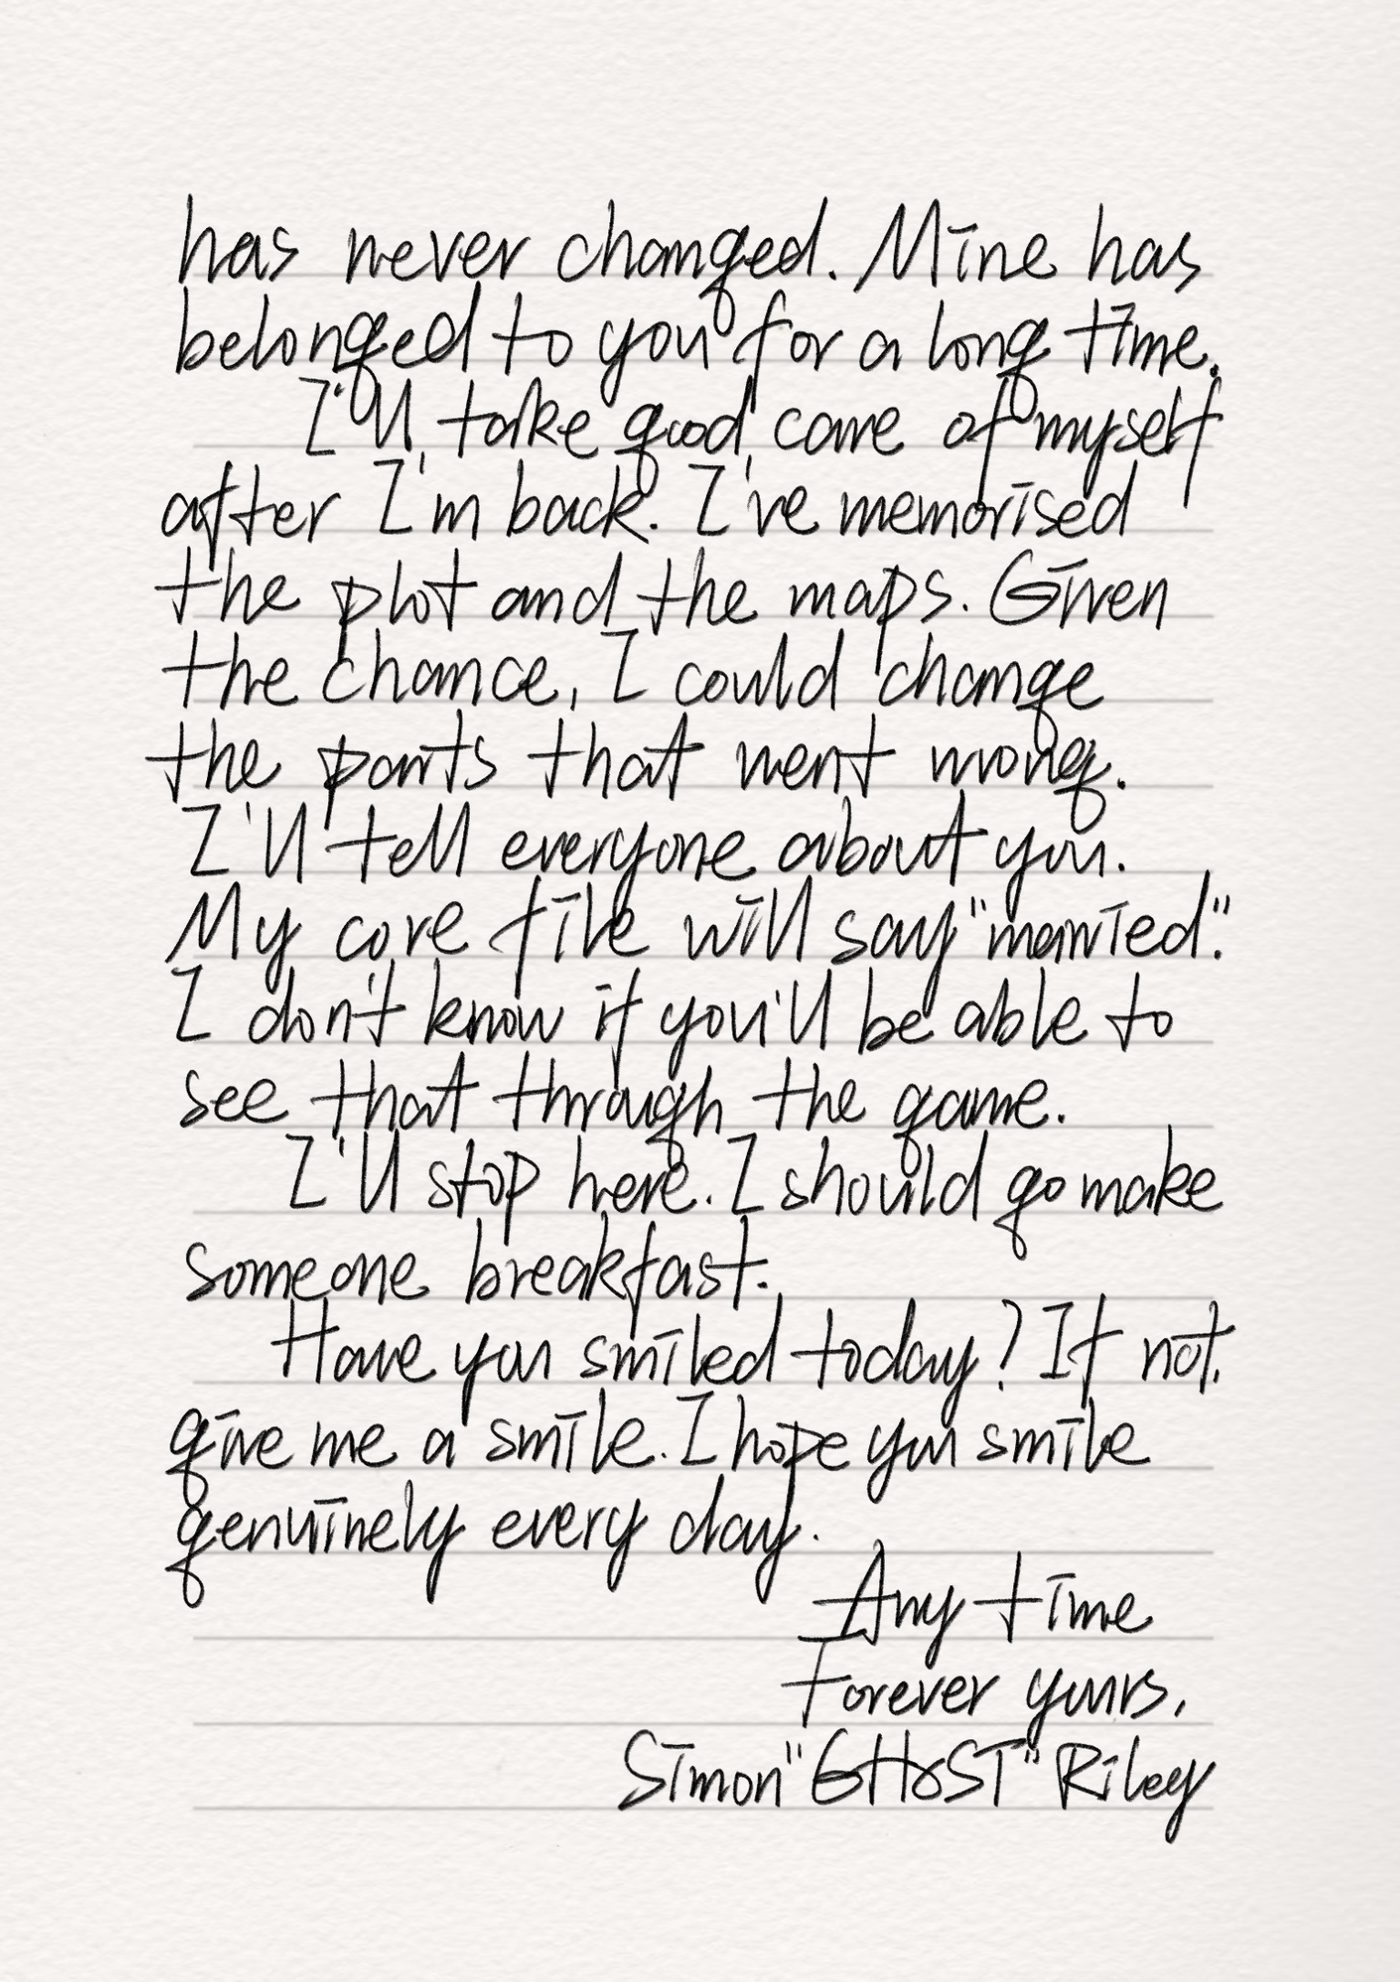 has never changed. Mine has
belonged to you for a long time.
I'll take good care of myself
after I'm back. I've memorised
the plot and the maps. Given
the chance, I could change
the parts that went wrong.
I'll tell everyone about you.
My core file will say "married".
I don't know if you'll be able to
see that through the game.
I'll stop here. I should go make
someone breakfast.
Have you smiled today? If not,
give me a smile. I hope you smile
genuinely every day.
Any time
Forever yours,
Simon "GHOST" Riley